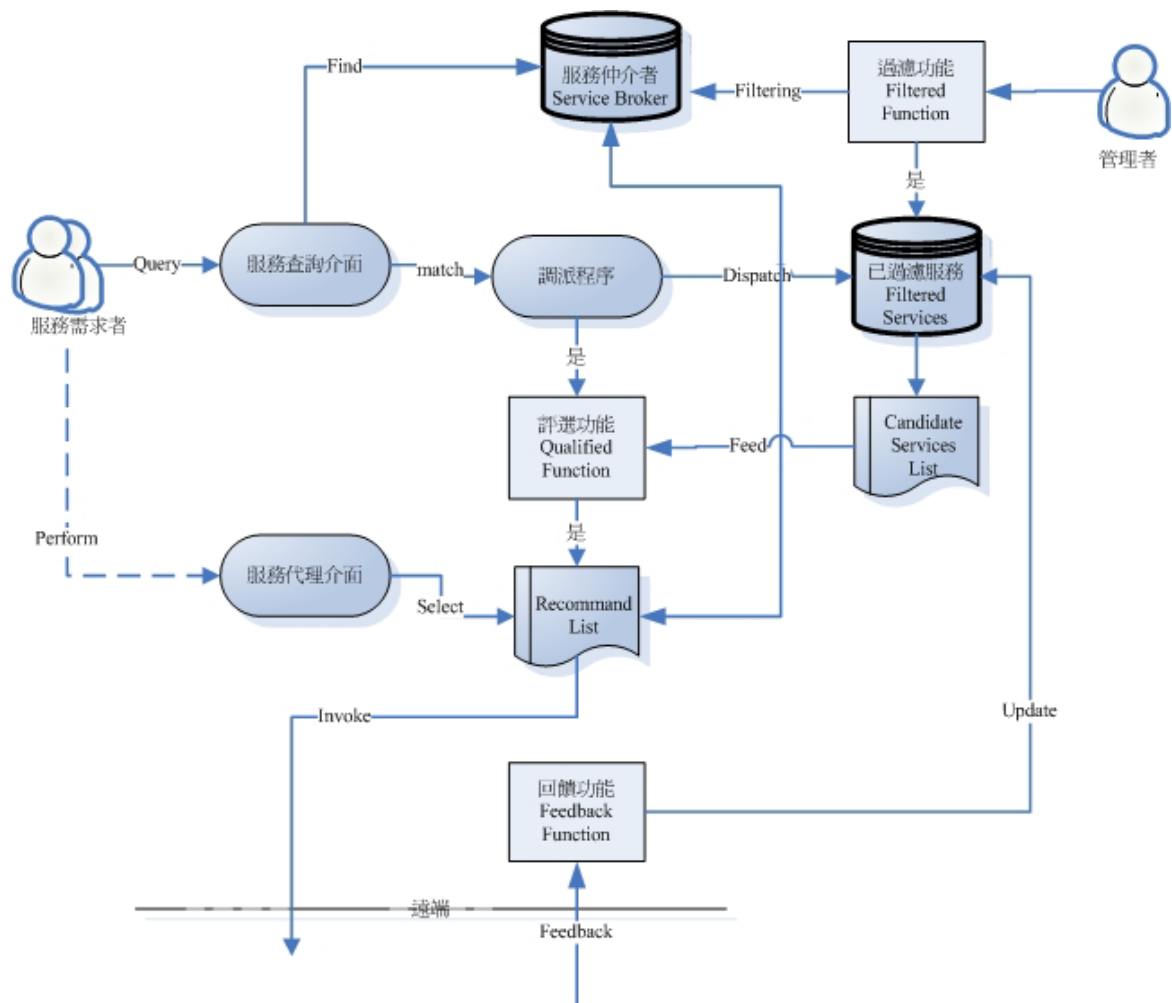 Find
服務仲介者
Service Broker
Filtering
過濾功能
Filtered
Function
管理者
是
服務需求者
Query
服務查詢介面
match
調派程序
Dispatch
已過濾服務
Filtered
Services
是
評選功能
Qualified
Function
Feed
Candidate
Services
List
是
Perform
服務代理介面
Select
Recommand
List
Invoke
Update
回饋功能
Feedback
Function
遠端
Feedback